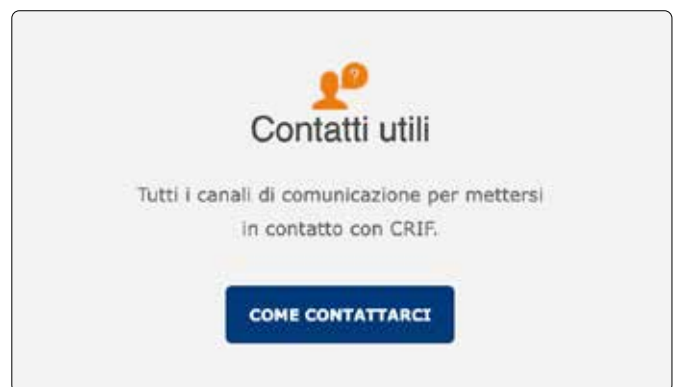 ?
Contatti utili
Tutti i canali di comunicazione per mettersi
in contatto con CRIF.
COME CONTATTARCI